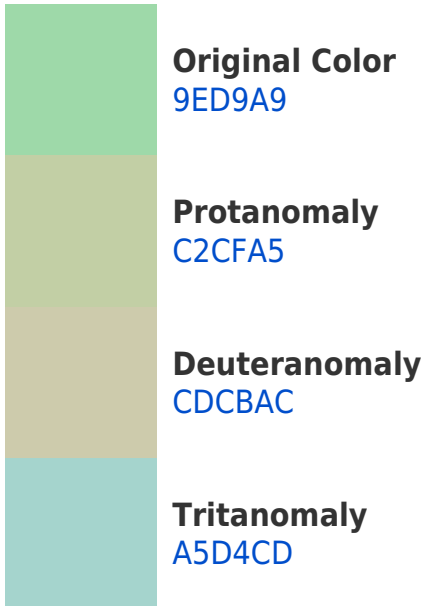 Original Color
9ED9A9
Protanomaly
C2CFA5
Deuteranomaly
CDCBAC
Tritanomaly
A5D4CD